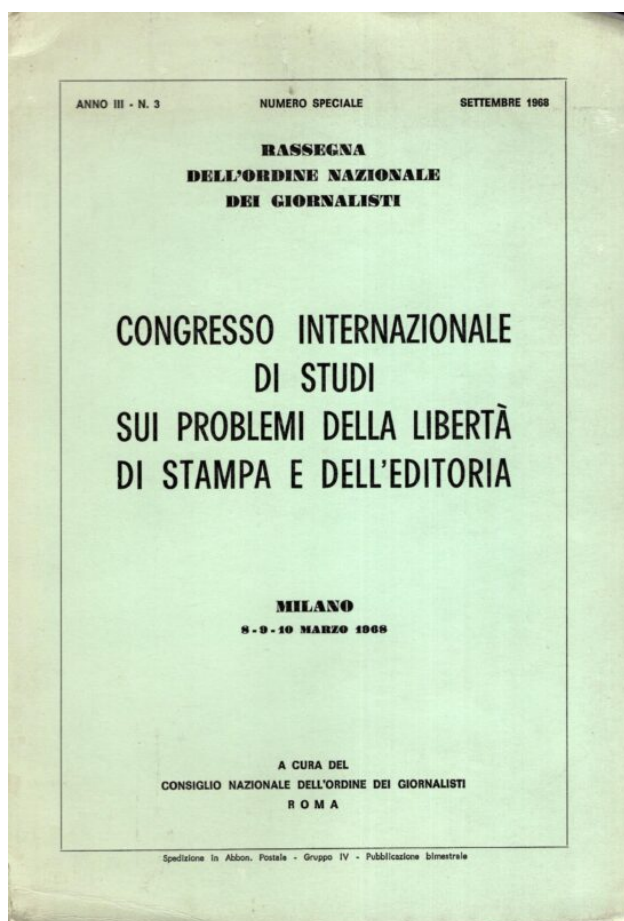 ANNO III - N. 3 NUMERO SPECIALE SETTEMBRE 1968
RASSEGNA
DELL'ORDINE NAZIONALE
DEI GIORNALISTI
CONGRESSO INTERNAZIONALE
DI STUDI
SUI PROBLEMI DELLA LIBERTÀ
DI STAMPA E DELL'EDITORIA
MILANO
8-9-10 MARZO 1968
A CURA DEL
CONSIGLIO NAZIONALE DELL'ORDINE DEI GIORNALISTI
ROMA
Spedizione in Abbon. Postale - Gruppo IV - Pubblicazione bimestrale